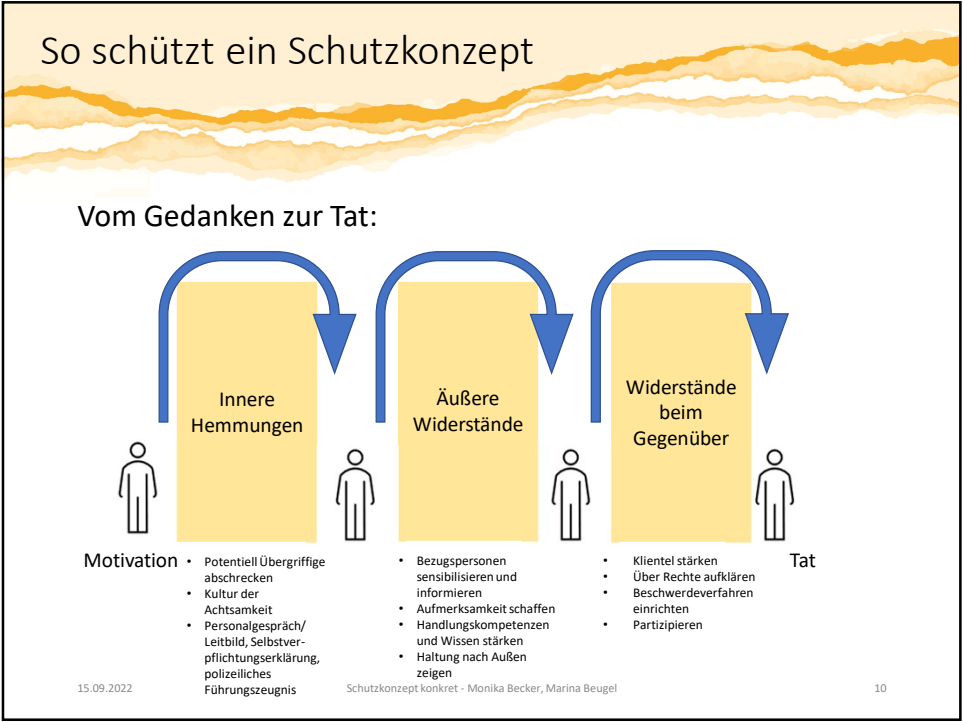 So schützt ein Schutzkonzept
Vom Gedanken zur Tat:
Innere
Hemmungen
Äußere
Widerstände
Widerstände
beim
Gegenüber
Motivation
• Potentiell Übergriffige
abschrecken
• Kultur der
Achtsamkeit
• Personalgespräch/
Leitbild, Selbstver-
pflichtungserklärung,
polizeiliches
Führungszeugnis
• Bezugspersonen
sensibilisieren und
informieren
• Aufmerksamkeit schaffen
• Handlungskompetenzen
und Wissen stärken
• Haltung nach Außen
zeigen
• Klientel stärken
• Über Rechte aufklären
• Beschwerdeverfahren
einrichten
• Partizipieren
Tat
15.09.2022
Schutzkonzept konkret - Monika Becker, Marina Beugel
10